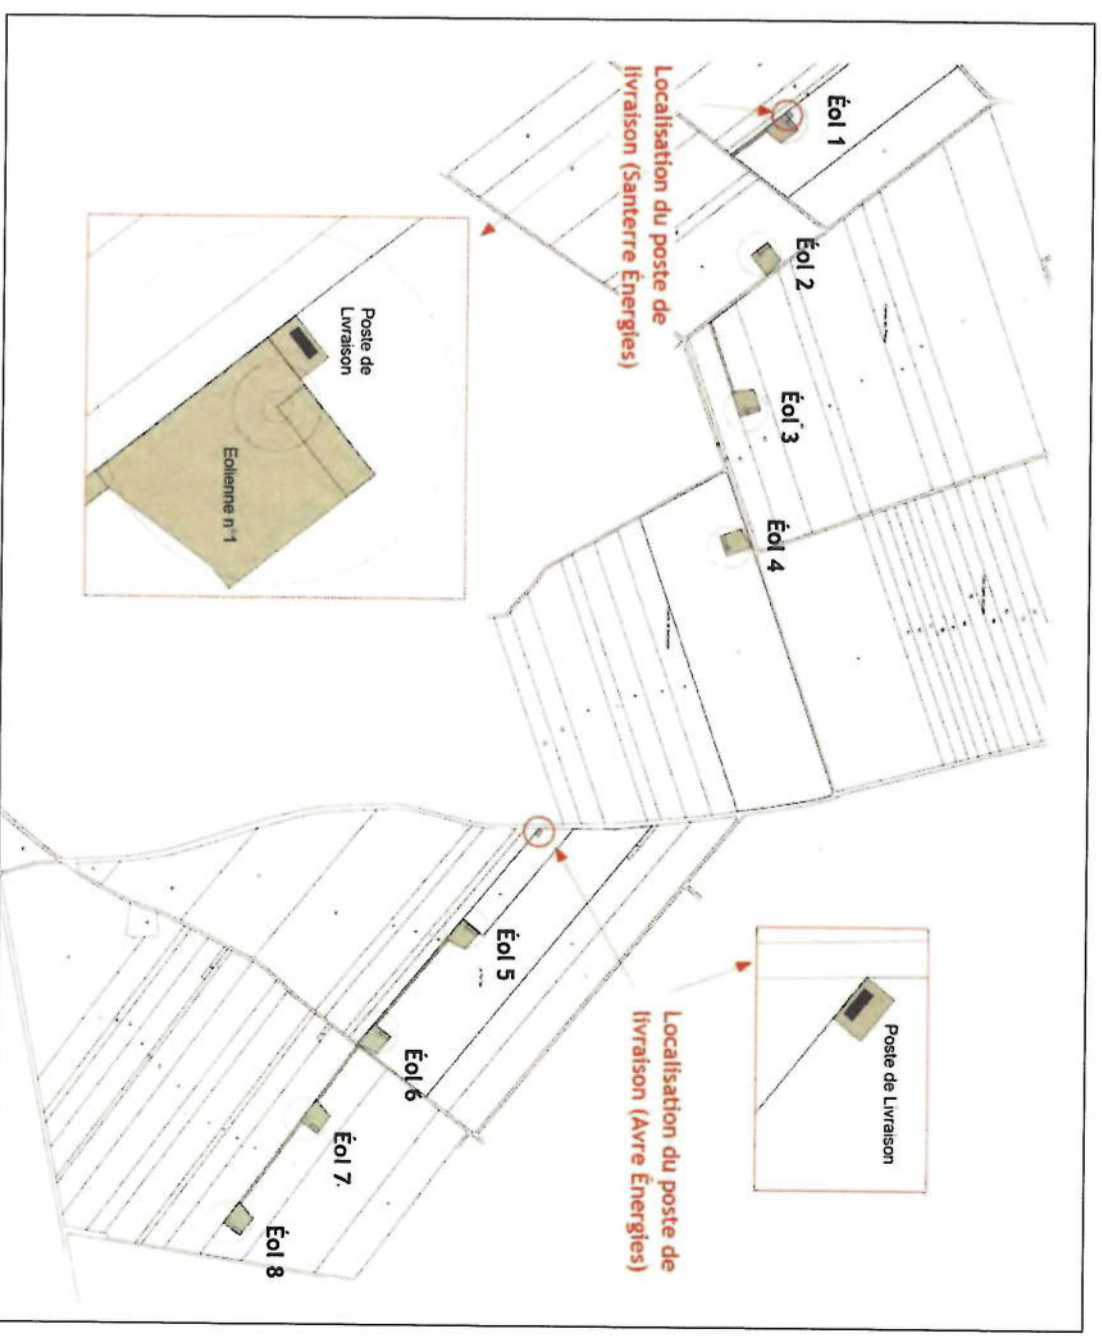 Éol 1
Localisation du poste de
livraison (Santerre Énergies)
Éol 2
Éol 3
Éol 4
Poste de
Livraison
Eolienne n°1
Poste de Livraison
Localisation du poste de
livraison (Avre Énergies)
Éol 5
Éol 6
Éol 7
Éol 8